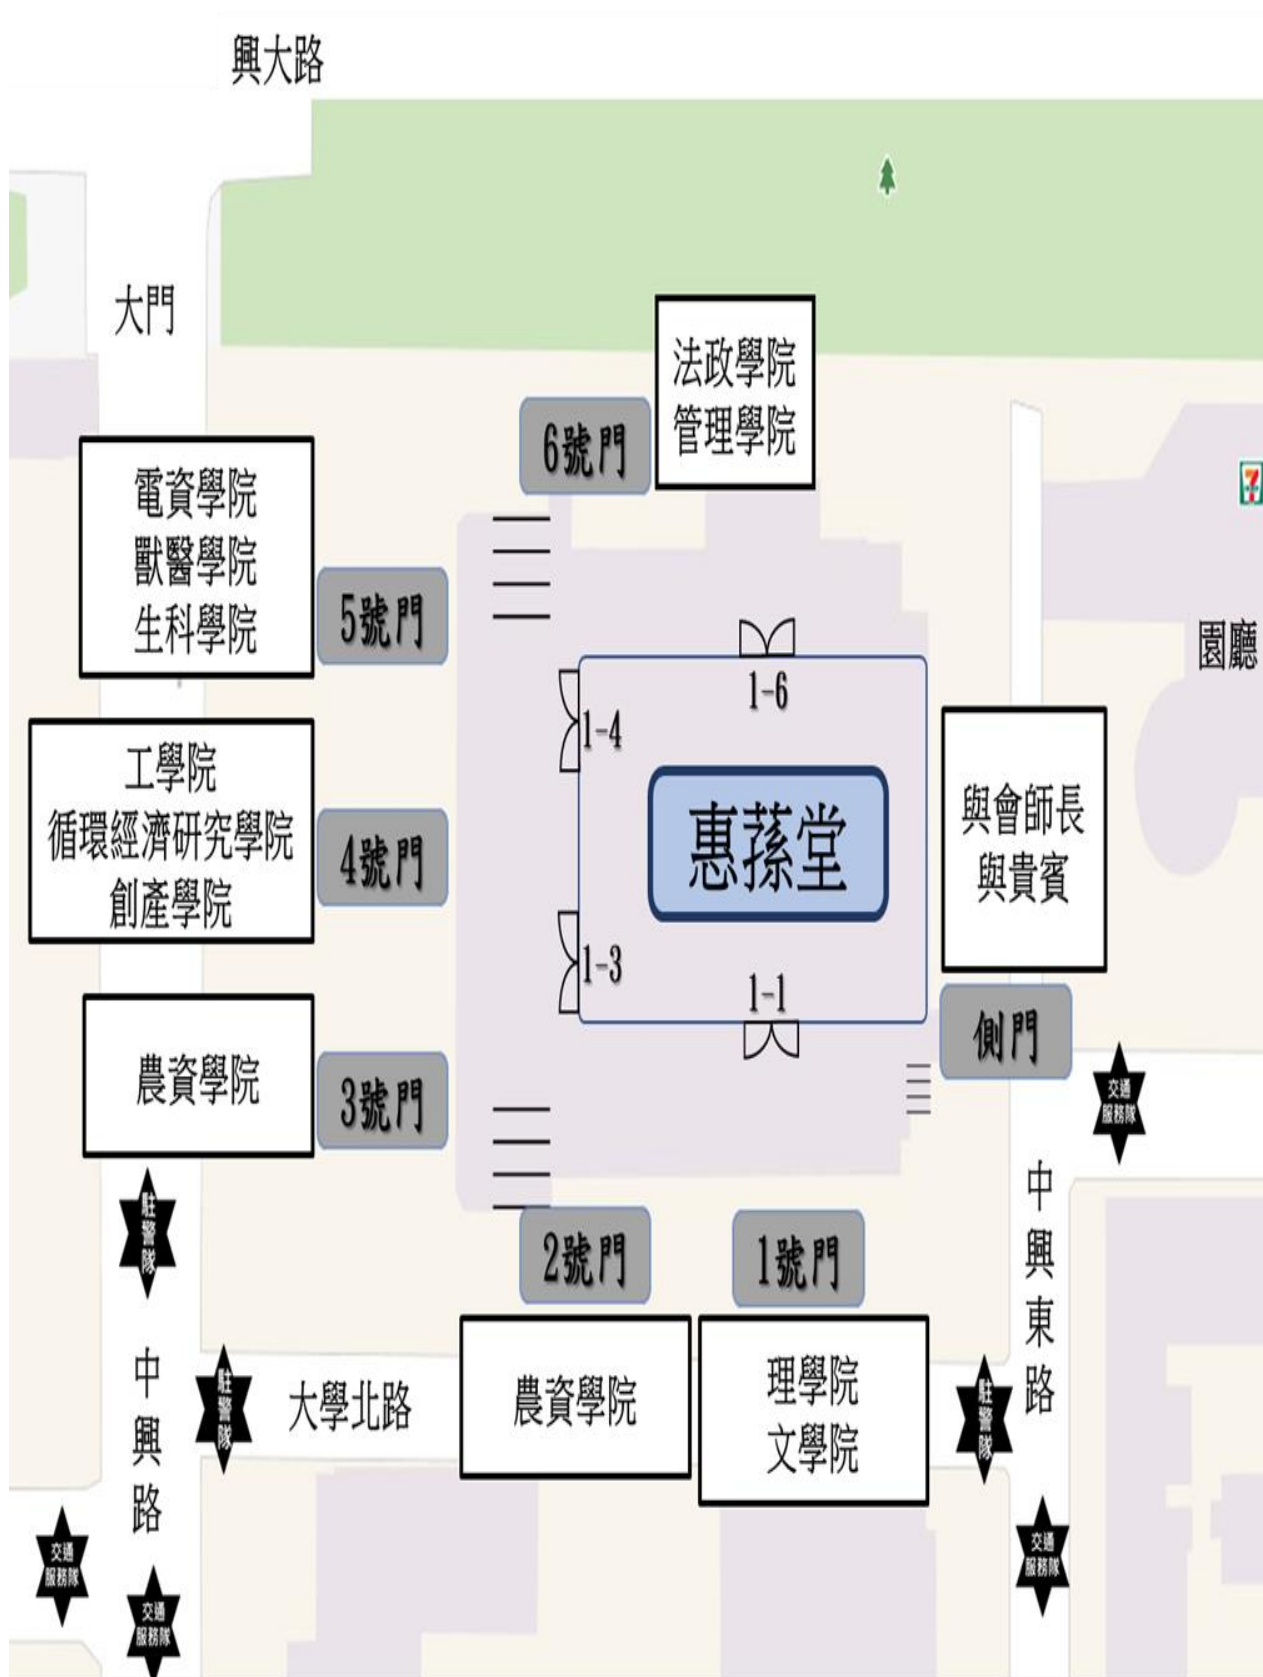 興大路
大門
法政學院
管理學院
6號門
電資學院
獸醫學院
生科學院
5號門
園廳
1-6
1-4
工學院
循環經濟研究學院
創產學院
4號門
惠蓀堂
與會師長
與貴賓
1-3
1-1
側門
農資學院
3號門
交通
服務隊
駐警隊
2號門
1號門
中興東路
中興路
駐警隊
大學北路
農資學院
理學院
文學院
駐警隊
交通
服務隊
交通
服務隊
交通
服務隊
7